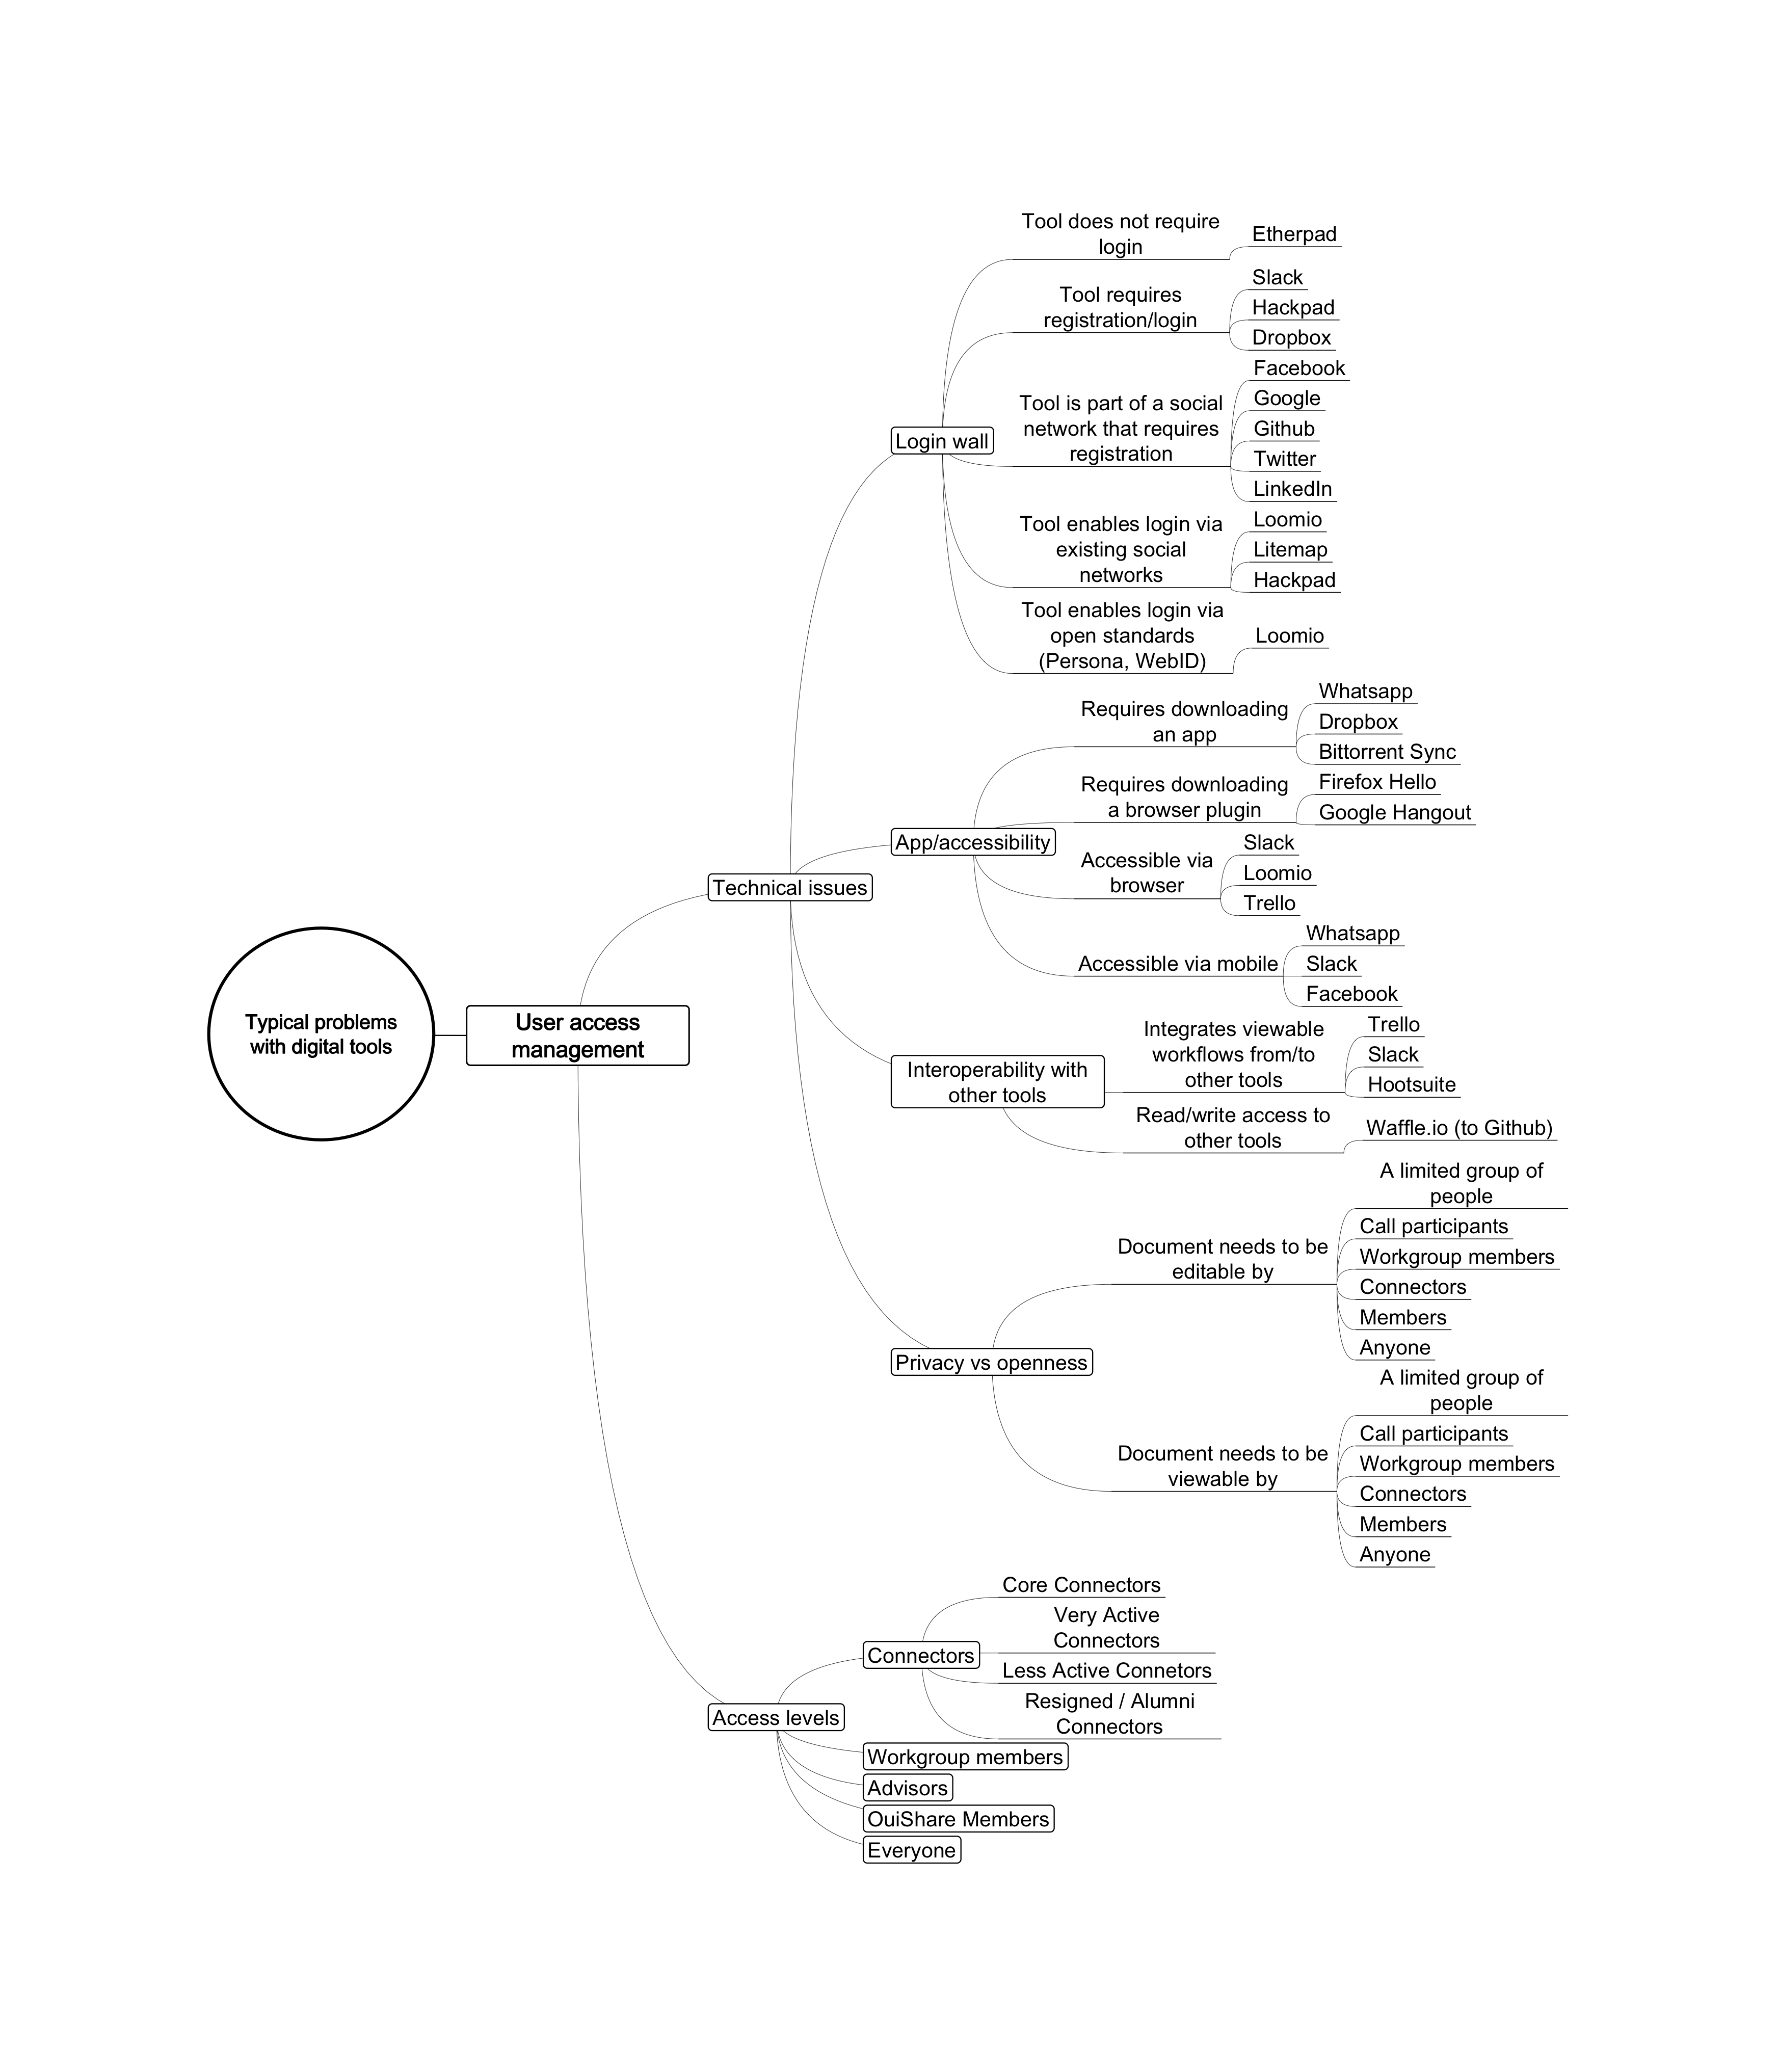 Typical problems
with digital tools
User access
management
Technical issues
Login wall
Tool does not require
login
Etherpad
Tool requires
registration/login
Slack
Hackpad
Dropbox
Tool is part of a social
network that requires
registration
Facebook
Google
Github
Twitter
LinkedIn
Tool enables login via
existing social
networks
Loomio
Litemap
Hackpad
Tool enables login via
open standards
(Persona, WebID)
Loomio
App/accessibility
Requires downloading
an app
Whatsapp
Dropbox
Bittorrent Sync
Requires downloading
a browser plugin
Firefox Hello
Google Hangout
Accessible via
browser
Slack
Loomio
Trello
Accessible via mobile
Whatsapp
Slack
Facebook
Interoperability with
other tools
Integrates viewable
workflows from/to
other tools
Trello
Slack
Hootsuite
Read/write access to
other tools
Waffle.io (to Github)
Privacy vs openness
Document needs to be
editable by
A limited group of
people
Call participants
Workgroup members
Connectors
Members
Anyone
Document needs to be
viewable by
A limited group of
people
Call participants
Workgroup members
Connectors
Members
Anyone
Access levels
Connectors
Core Connectors
Very Active
Connectors
Less Active Connetors
Resigned / Alumni
Connectors
Workgroup members
Advisors
OuiShare Members
Everyone